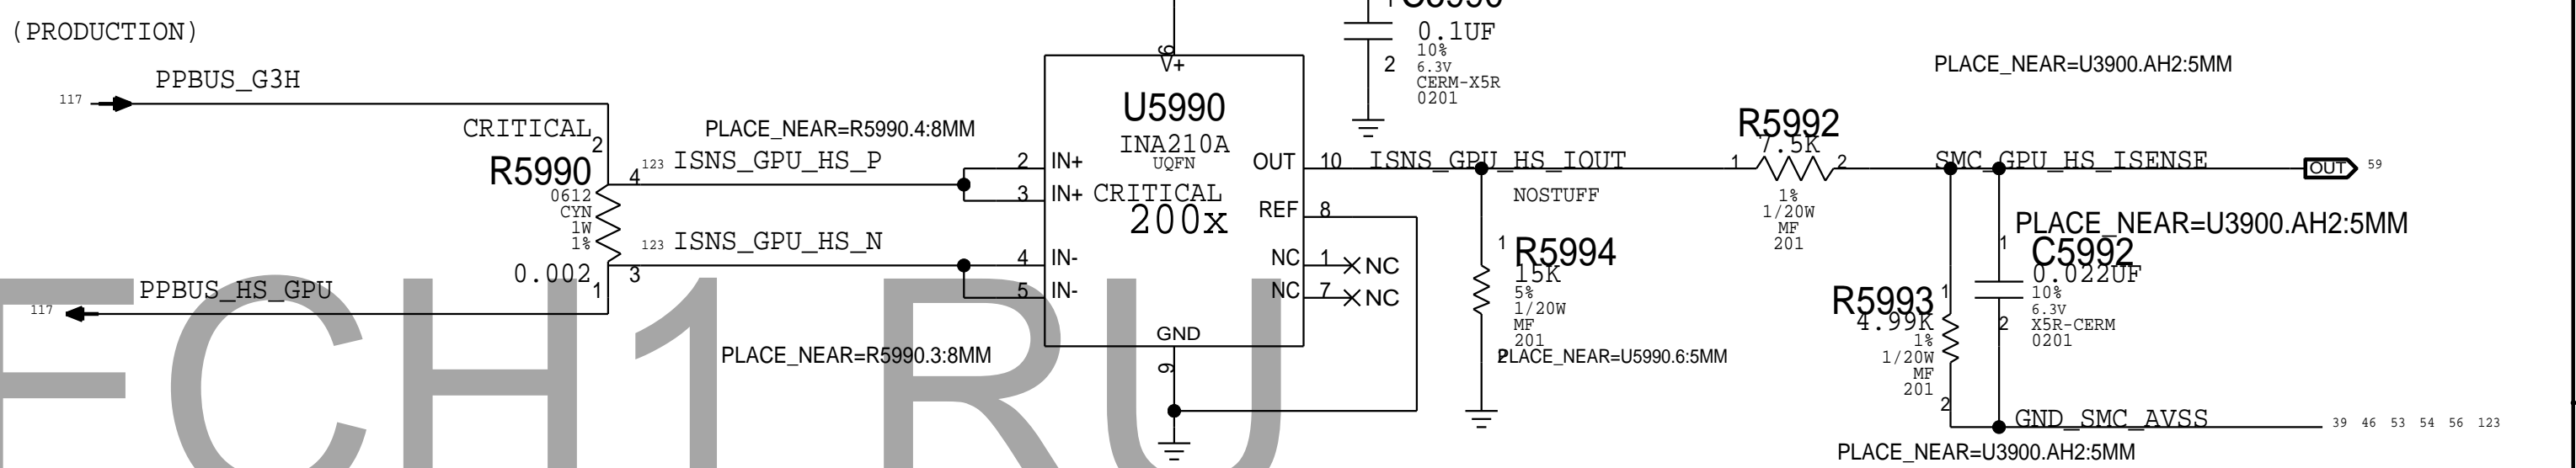 (PRODUCTION)
PPBUS_G3H
117
CRITICAL
2
R5990
0612
CYN
1W
1%
0.002
1
4
3
PPBUS_HS_GPU
117
PLACE_NEAR=R5990.4:8MM
123 ISNS_GPU_HS_P
123 ISNS_GPU_HS_N
PLACE_NEAR=R5990.3:8MM
6
V+
U5990
INA210A
UQFN
CRITICAL
200x
2 IN+
3 IN+
4 IN-
5 IN-
OUT 10
REF 8
NC 1 NC
NC 7 NC
GND
9
0.1UF
10%
6.3V
CERM-X5R
0201
2
ISNS_GPU_HS_IOUT
NOSTUFF
1
R5994
15K
5%
1/20W
MF
201
2
PLACE_NEAR=U5990.6:5MM
R5992
7.5K
1 2
1%
1/20W
MF
201
PLACE_NEAR=U3900.AH2:5MM
SMC_GPU_HS_ISENSE
OUT 59
PLACE_NEAR=U3900.AH2:5MM
1
C5992
0.022UF
10%
6.3V
X5R-CERM
0201
2
R5993
1
4.99K
1%
1/20W
MF
201
2
GND_SMC_AVSS
39 46 53 54 56 123
PLACE_NEAR=U3900.AH2:5MM
ECH1 RU